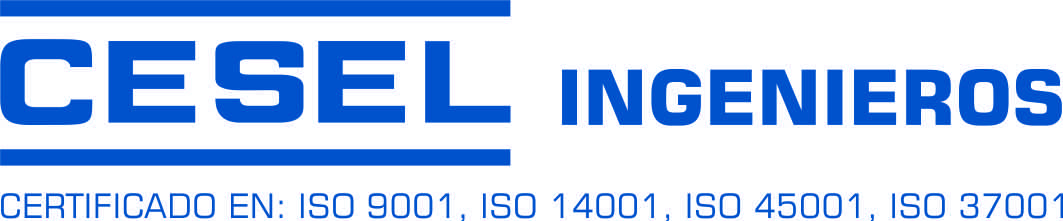 CESEL INGENIEROS
CERTIFICADO EN: ISO 9001, ISO 14001, ISO 45001, ISO 37001